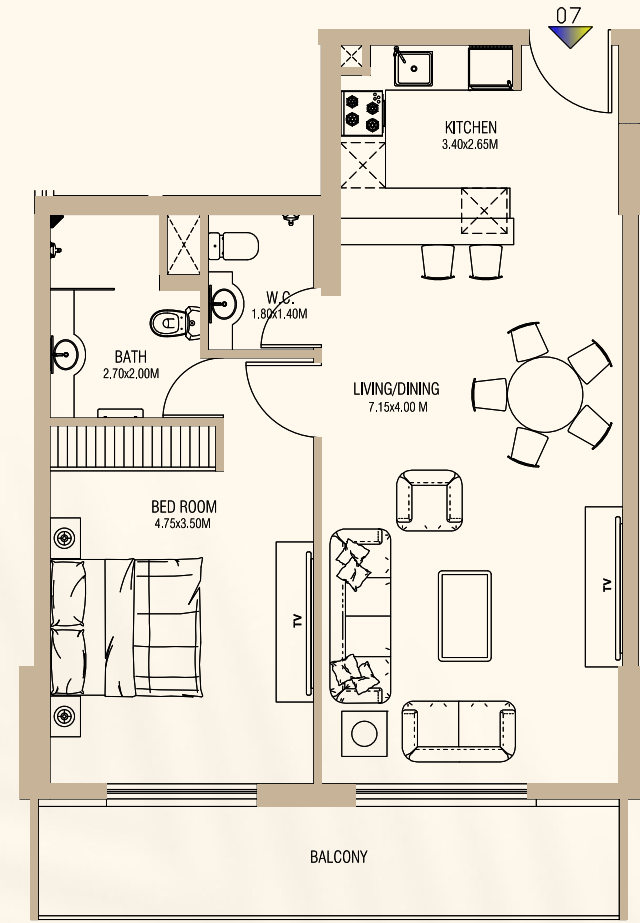 07
KITCHEN
3.40x2.65M
W.C.
1.80x1.40M
BATH
2.70x2.00M
LIVING/DINING
7.15x4.00 M
BED ROOM
4.75x3.50M
TV
TV
BALCONY